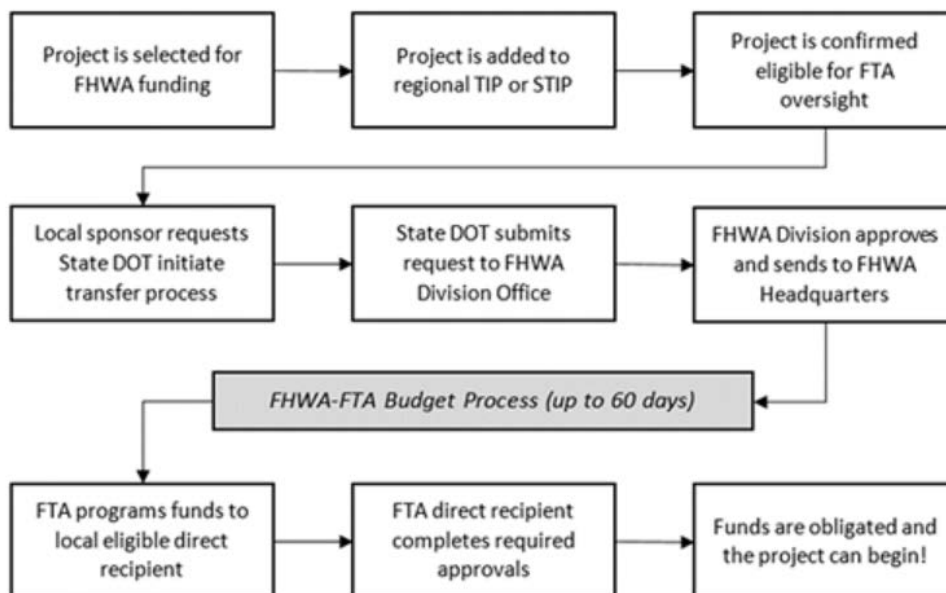 Project is selected for
FHWA funding
Project is added to
regional TIP or STIP
Project is confirmed
eligible for FTA
oversight
Local sponsor requests
State DOT initiate
transfer process
State DOT submits
request to FHWA
Division Office
FHWA Division approves
and sends to FHWA
Headquarters
FHWA-FTA Budget Process (up to 60 days)
FTA programs funds to
local eligible direct
recipient
FTA direct recipient
completes required
approvals
Funds are obligated and
the project can begin!